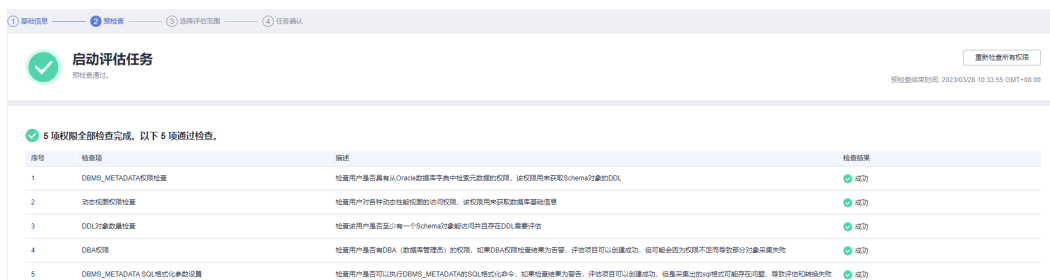 1 基础信息 2 预检查 3 选择评估范围 4 任务确认
启动评估任务
预检查通过。
重新检查所有权限
预检查结束时间: 2023/03/28 10:33:55 GMT+08:00
5 项权限全部检查完成。以下 5 项通过检查。
序号 检查项 描述 检查结果
1 DBMS_METADATA权限检查 检查用户是否具有从Oracle数据库字典中检索元数据的权限，该权限用来获取Schema对象的DDL 成功
2 动态视图权限检查 检查用户对各种动态性能视图的访问权限，该权限用来获取数据库基础信息 成功
3 DDL对象数量检查 检查该用户是否至少有一个Schema对象能访问并且存在DDL需要评估 成功
4 DBA权限 检查用户是否有DBA（数据库管理员）的权限，如果DBA权限检查结果为告警，评估项目可以创建成功，但可能会因为权限不足而导致部分对象采集失败 成功
5 DBMS_METADATA SQL格式化参数设置 检查用户是否可以执行DBMS_METADATA的SQL格式化命令，如果检查结果为警告，评估项目可以创建成功，但是采集出的sql格式可能存在问题，导致评估和转换失败 成功